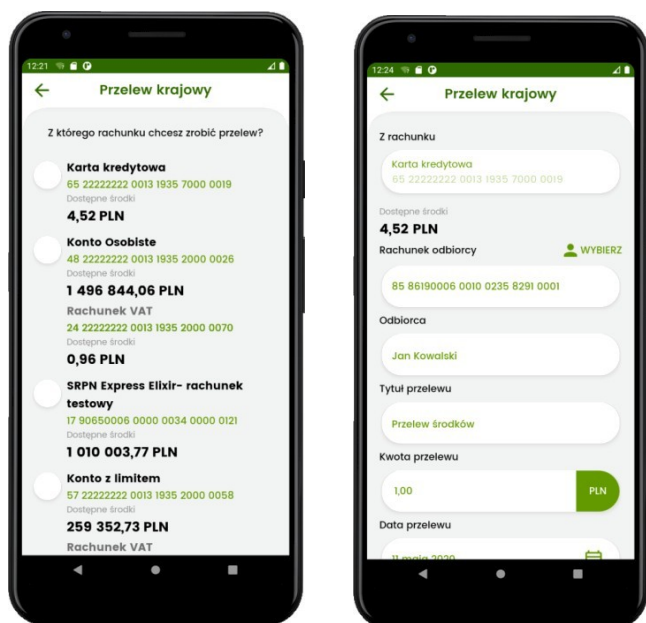 12:21
Przelew krajowy
Z którego rachunku chcesz zrobić przelew?
Karta kredytowa
65 22222222 0013 1935 7000 0019
Dostępne środki
4,52 PLN
Konto Osobiste
48 22222222 0013 1935 2000 0026
Dostępne środki
1 496 844,06 PLN
Rachunek VAT
24 22222222 0013 1935 2000 0070
Dostępne środki
0,96 PLN
SRPN Express Elixir- rachunek
testowy
17 90650006 0000 0034 0000 0121
Dostępne środki
1 010 003,77 PLN
Konto z limitem
57 22222222 0013 1935 2000 0058
Dostępne środki
259 352,73 PLN
Rachunek VAT
12:24
Przelew krajowy
Z rachunku
Karta kredytowa
65 22222222 0013 1935 7000 0019
Dostępne środki
4,52 PLN
Rachunek odbiorcy
WYBIERZ
85 86190006 0010 0235 8291 0001
Odbiorca
Jan Kowalski
Tytuł przelewu
Przelew środków
Kwota przelewu
1,00
PLN
Data przelewu
11 maja 2020